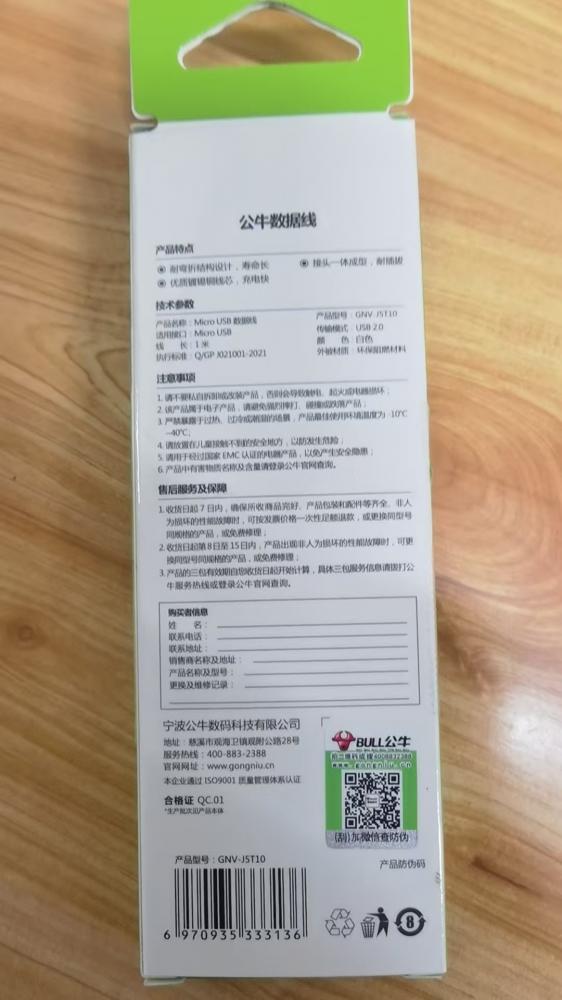 公牛数据线
产品特点
耐弯折结构设计，寿命长
接头一体成型，耐插拔
优质镀锡铜线芯，充电快
技术参数
产品名称：Micro USB 数据线
产品型号：GNV-J5T10
适用接口：Micro USB
传输模式：USB 2.0
线 长：1 米
颜 色：白色
执行标准：Q/GP J021001-2021
外被材质：环保阻燃材料
注意事项
1. 请不要私自拆卸或改装产品，否则会导致触电、起火或电器损坏；
2. 该产品属于电子产品，请避免强烈摔打、碰撞或跌落产品；
3. 严禁暴露于过热、过冷或潮湿的场景，产品最佳使用环境温度为 -10℃
~40℃；
4. 请放置在儿童接触不到的安全地方，以防发生危险；
5. 请用于经过国家 EMC 认证的电器产品，以免产生安全隐患；
6. 产品中有害物质名称及含量请登录公牛官网查询。
售后服务及保障
1. 收货日起 7 日内，确保所收商品完好、产品包装和配件等齐全、非人
为损坏的性能故障时，可按发票价格一次性足额退款，或更换同型号
同规格的产品，或免费修理；
2. 收货日起第 8 日至 15 日内，产品出现非人为损坏的性能故障时，可更
换同型号同规格的产品，或免费修理；
3. 产品的三包有效期自您收货日起开始计算，具体三包服务信息请拨打公
牛服务热线或登录公牛官网查询。
购买者信息
姓 名：
联系电话：
联系地址：
销售商名称及地址：
产品名称及型号：
更换及维修记录：
宁波公牛数码科技有限公司
地址：慈溪市观海卫镇观附公路28号
服务热线：400-883-2388
官网网址：www.gongniu.cn
本企业通过 ISO9001 质量管理体系认证
合格证 QC.01
*生产批次见产品本体
BULL公牛
4008832388
www.gongniu.cn
(刮)加微信查防伪
产品防伪码
产品型号：GNV-J5T10
6 970935 333136
8